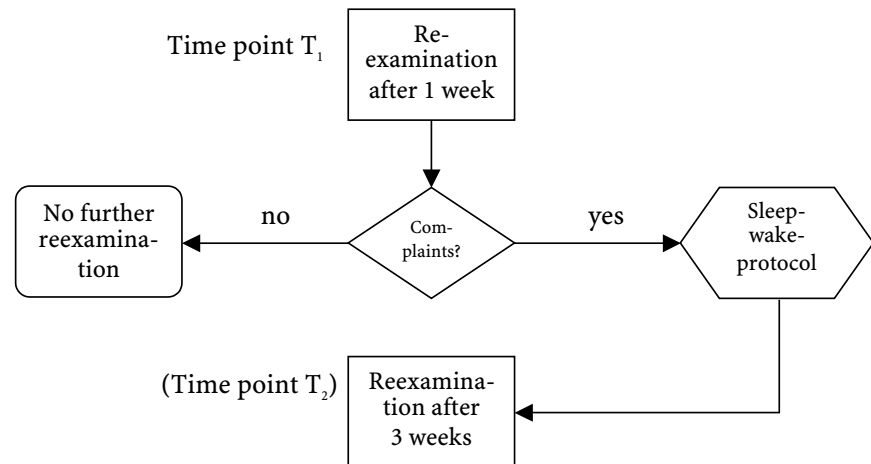 Time point T₁
Re-
examination
after 1 week
No further
reexamina-
tion
no
Com-
plaints?
yes
Sleep-
wake-
protocol
(Time point T₂)
Reexamina-
tion after
3 weeks